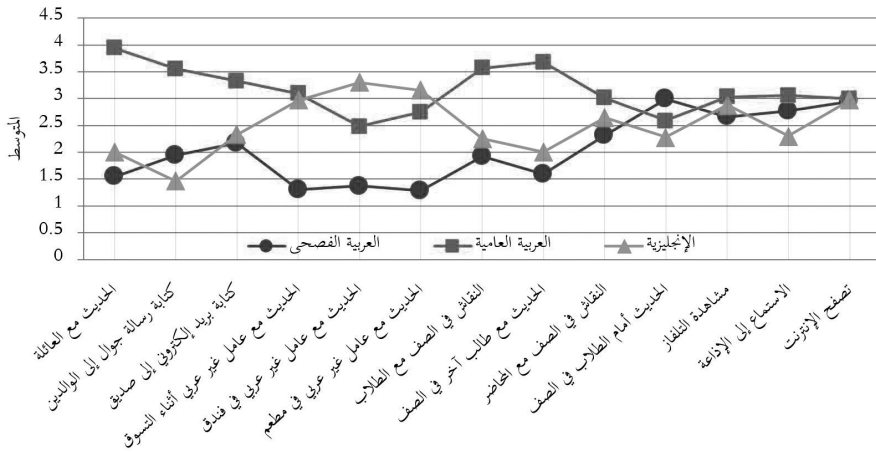 4.5
4
3.5
3
2.5
2
1.5
1
0.5
0
المتوسط
العربية الفصحى
العربية العامية
الإنجليزية
الحديث مع العائلة
كتابة رسالة جوال إلى الوالدين
كتابة بريد إلكتروني إلى صديق
الحديث مع عامل غير عربي أثناء التسوق
الحديث مع عامل غير عربي في فندق
الحديث مع عامل غير عربي في مطعم
النقاش في الصف مع الطلاب
الحديث مع طالب آخر في الصف
النقاش في الصف مع المحاضر
الحديث أمام الطلاب في الصف
مشاهدة التلفاز
الاستماع إلى الإذاعة
تصفح الإنترنت